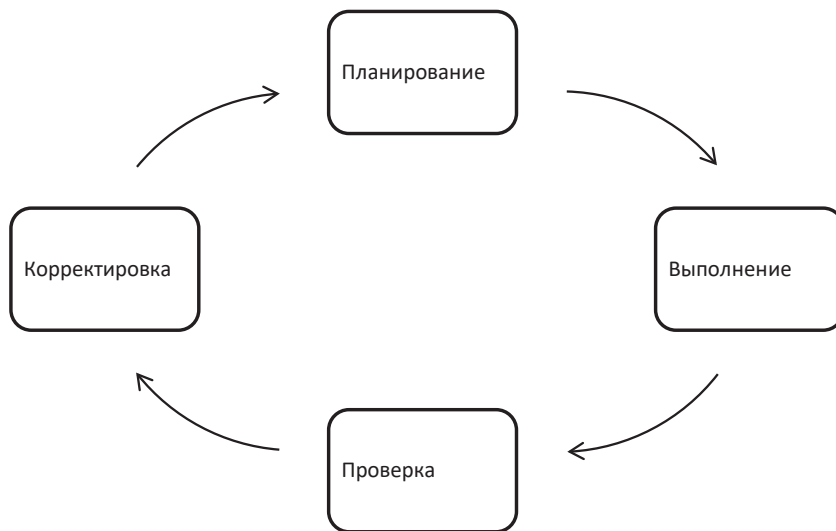 Планирование
Выполнение
Проверка
Корректировка